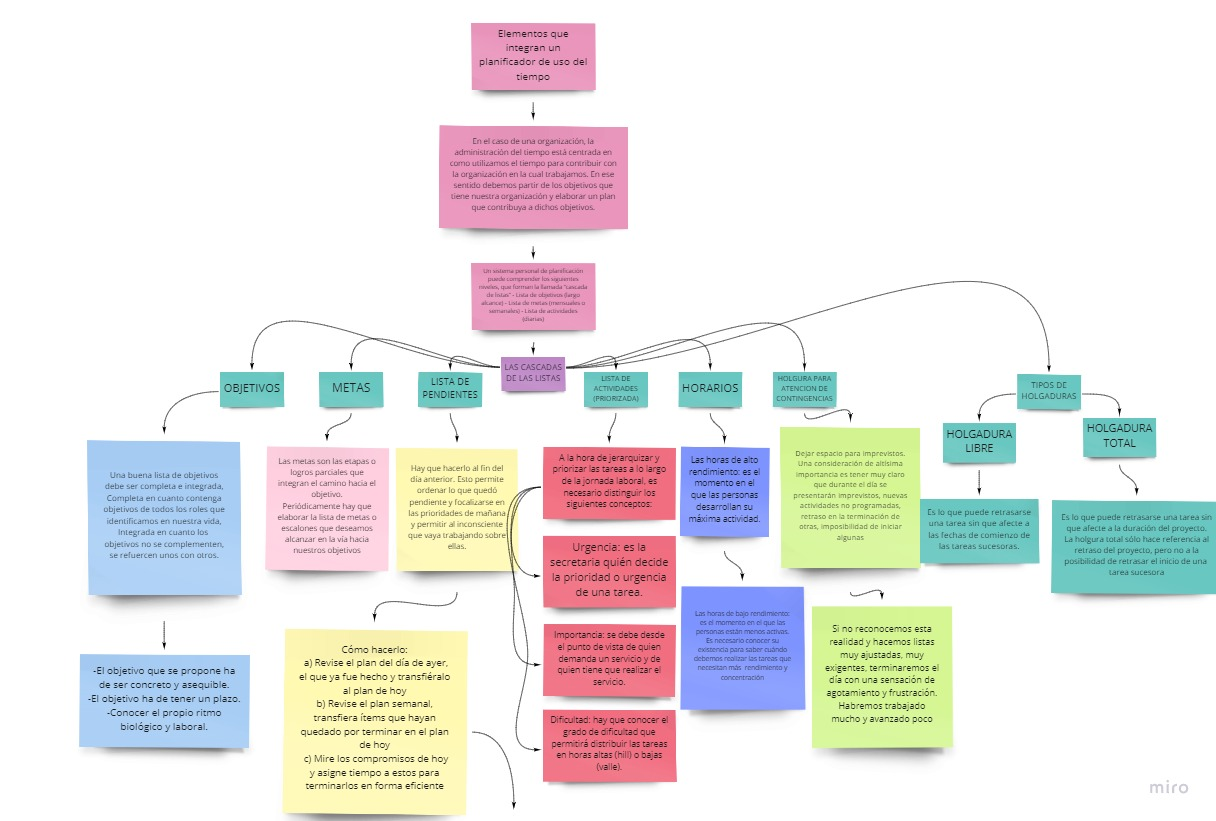 Elementos que
integran un
planificador de uso del
tiempo
En el caso de una organización, la
administración del tiempo está centrada en
como utilizamos el tiempo para contribuir con
la organización en la cual trabajamos. En ese
sentido debemos partir de los objetivos que
tiene nuestra organización y elaborar un plan
que contribuya a dichos objetivos.
Un sistema personal de planificación
puede comprender los siguientes
niveles, que forman la llamada "cascada
de listas" - Lista de objetivos (largo
alcance) - Lista de metas (mensuales o
semanales) - Lista de actividades
(diarias)
LAS CASCADAS
DE LAS LISTAS
OBJETIVOS
METAS
LISTA DE
PENDIENTES
LISTA DE
ACTIVIDADES
(PRIORIZADA)
HORARIOS
HOLGURA PARA
ATENCION DE
CONTINGENCIAS
TIPOS DE
HOLGADURAS
HOLGADURA
LIBRE
HOLGADURA
TOTAL
Una buena lista de objetivos
debe ser completa e integrada,
Completa en cuanto contenga
objetivos de todos los roles que
identificamos en nuestra vida,
Integrada en cuanto los
objetivos no se complementen,
se refuercen unos con otros.
Las metas son las etapas o
logros parciales que
integran el camino hacia el
objetivo.
Periódicamente hay que
elaborar la lista de metas o
escalones que deseamos
alcanzar en la vía hacia
nuestros objetivos
Hay que hacerlo al fin del
día anterior. Esto permite
ordenar lo que quedó
pendiente y focalizarse en
las prioridades de mañana
y permitir al inconsciente
que vaya trabajando sobre
ellas.
A la hora de jerarquizar y
priorizar las tareas a lo largo
de la jornada laboral, es
necesario distinguir los
siguientes conceptos:
Las horas de alto
rendimiento: es el
momento en el
que las personas
desarrollan su
máxima actividad.
Dejar espacio para imprevistos.
Una consideración de altísima
importancia es tener muy claro
que durante el día se
presentarán imprevistos, nuevas
actividades no programadas,
retraso en la terminación de
otras, imposibilidad de iniciar
algunas
Es lo que puede retrasarse
una tarea sin que afecte a
las fechas de comienzo de
las tareas sucesoras.
Es lo que puede retrasarse una tarea sin
que afecte a la duración del proyecto.
La holgura total sólo hace referencia al
retraso del proyecto, pero no a la
posibilidad de retrasar el inicio de una
tarea sucesora
Urgencia: es la
secretaria quién decide
la prioridad o urgencia
de una tarea.
Importancia: se debe desde
el punto de vista de quien
demanda un servicio y de
quien tiene que realizar el
servicio.
Dificultad: hay que conocer el
grado de dificultad que
permitirá distribuir las tareas
en horas altas (hill) o bajas
(valle).
Las horas de bajo rendimiento:
es el momento en el que las
personas están menos activas.
Es necesario conocer su
existencia para saber cuándo
debemos realizar las tareas que
necesitan más rendimiento y
concentración
Si no reconocemos esta
realidad y hacemos listas
muy ajustadas, muy
exigentes, terminaremos el
día con una sensación de
agotamiento y frustración.
Habremos trabajado
mucho y avanzado poco
-El objetivo que se propone ha
de ser concreto y asequible.
-El objetivo ha de tener un plazo.
-Conocer el propio ritmo
biológico y laboral.
Cómo hacerlo:
a) Revise el plan del día de ayer,
el que ya fue hecho y transfiéralo
al plan de hoy
b) Revise el plan semanal,
transfiera ítems que hayan
quedado por terminar en el plan
de hoy
c) Mire los compromisos de hoy
y asigne tiempo a estos para
terminarlos en forma eficiente
miro